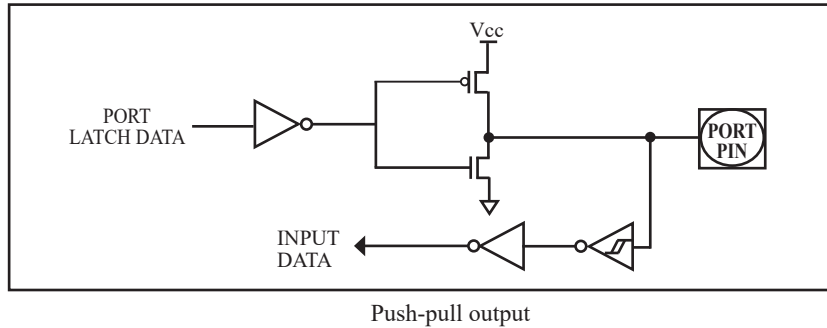 Vcc
PORT
LATCH DATA
PORT
PIN
INPUT
DATA
Push-pull output